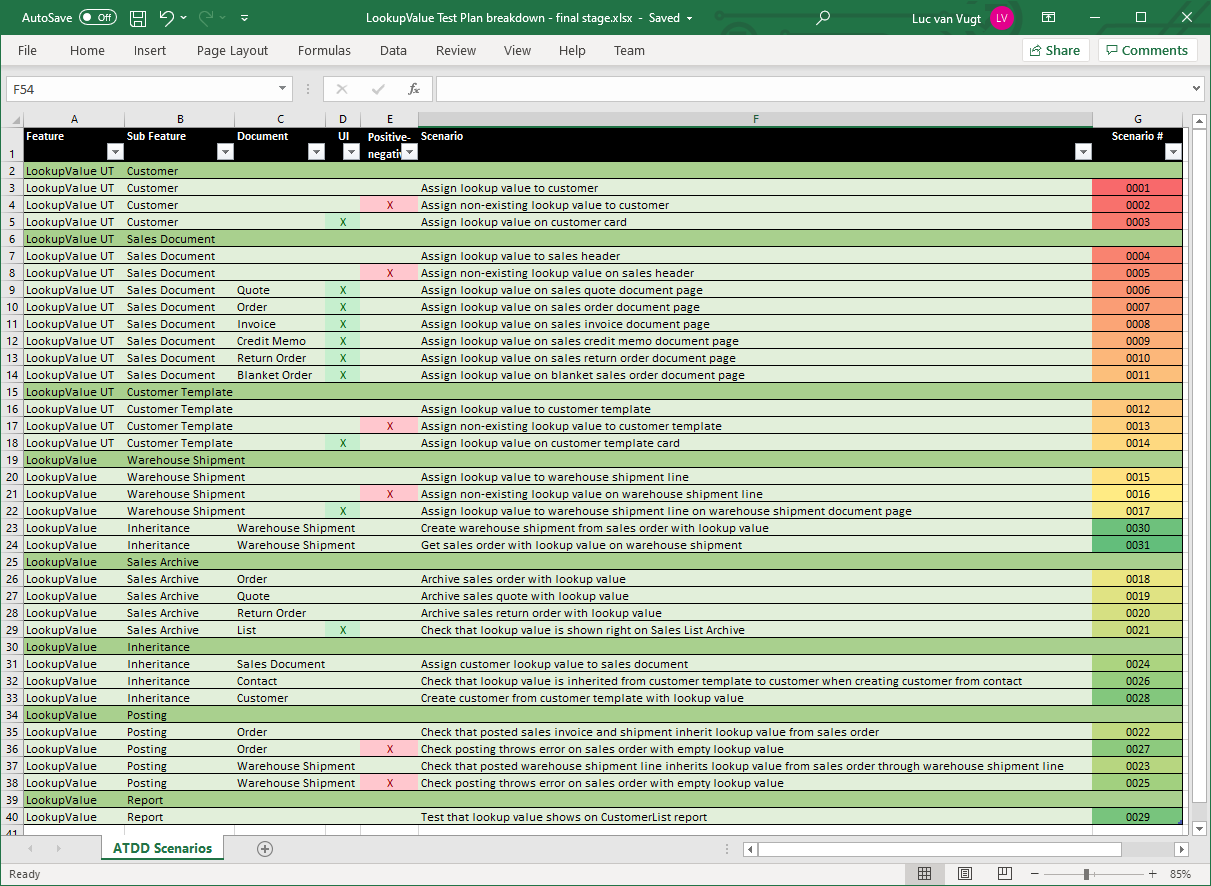 AutoSave Off LookupValue Test Plan breakdown - final stage.xlsx - Saved Luc van Vugt LV
File Home Insert Page Layout Formulas Data Review View Help Team Share Comments
F54 fx
A B C D E F G
Feature Sub Feature Document UI Positive- Scenario Scenario #
1 negativ
2 LookupValue UT Customer
3 LookupValue UT Customer Assign lookup value to customer 0001
4 LookupValue UT Customer X Assign non-existing lookup value to customer 0002
5 LookupValue UT Customer X Assign lookup value on customer card 0003
6 LookupValue UT Sales Document
7 LookupValue UT Sales Document Assign lookup value to sales header 0004
8 LookupValue UT Sales Document X Assign non-existing lookup value on sales header 0005
9 LookupValue UT Sales Document Quote X Assign lookup value on sales quote document page 0006
10 LookupValue UT Sales Document Order X Assign lookup value on sales order document page 0007
11 LookupValue UT Sales Document Invoice X Assign lookup value on sales invoice document page 0008
12 LookupValue UT Sales Document Credit Memo X Assign lookup value on sales credit memo document page 0009
13 LookupValue UT Sales Document Return Order X Assign lookup value on sales return order document page 0010
14 LookupValue UT Sales Document Blanket Order X Assign lookup value on blanket sales order document page 0011
15 LookupValue UT Customer Template
16 LookupValue UT Customer Template Assign lookup value to customer template 0012
17 LookupValue UT Customer Template X Assign non-existing lookup value to customer template 0013
18 LookupValue UT Customer Template X Assign lookup value on customer template card 0014
19 LookupValue Warehouse Shipment
20 LookupValue Warehouse Shipment Assign lookup value to warehouse shipment line 0015
21 LookupValue Warehouse Shipment X Assign non-existing lookup value on warehouse shipment line 0016
22 LookupValue Warehouse Shipment X Assign lookup value to warehouse shipment line on warehouse shipment document page 0017
23 LookupValue Inheritance Warehouse Shipment Create warehouse shipment from sales order with lookup value 0030
24 LookupValue Inheritance Warehouse Shipment Get sales order with lookup value on warehouse shipment 0031
25 LookupValue Sales Archive
26 LookupValue Sales Archive Order Archive sales order with lookup value 0018
27 LookupValue Sales Archive Quote Archive sales quote with lookup value 0019
28 LookupValue Sales Archive Return Order Archive sales return order with lookup value 0020
29 LookupValue Sales Archive List X Check that lookup value is shown right on Sales List Archive 0021
30 LookupValue Inheritance
31 LookupValue Inheritance Sales Document Assign customer lookup value to sales document 0024
32 LookupValue Inheritance Contact Check that lookup value is inherited from customer template to customer when creating customer from contact 0026
33 LookupValue Inheritance Customer Create customer from customer template with lookup value 0028
34 LookupValue Posting
35 LookupValue Posting Order Check that posted sales invoice and shipment inherit lookup value from sales order 0022
36 LookupValue Posting Order X Check posting throws error on sales order with empty lookup value 0027
37 LookupValue Posting Warehouse Shipment Check that posted warehouse shipment line inherits lookup value from sales order through warehouse shipment line 0023
38 LookupValue Posting Warehouse Shipment X Check posting throws error on sales order with empty lookup value 0025
39 LookupValue Report
40 LookupValue Report Test that lookup value shows on CustomerList report 0029
41
ATDD Scenarios
Ready 85%